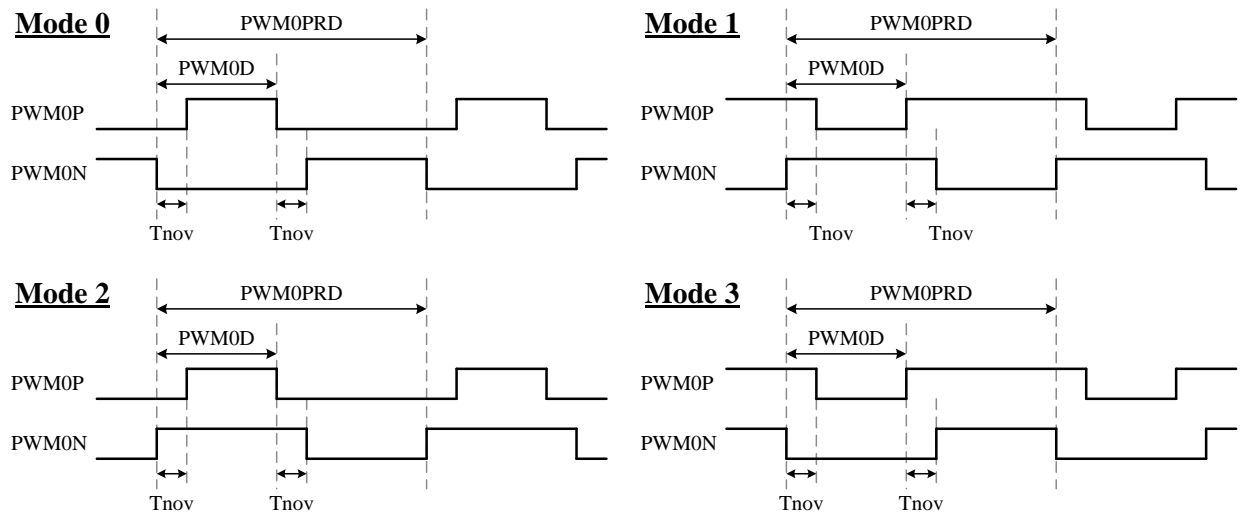 Mode 0
PWM0PRD
PWM0D
PWM0P
PWM0N
Tnov Tnov
Mode 1
PWM0PRD
PWM0D
PWM0P
PWM0N
Tnov Tnov
Mode 2
PWM0PRD
PWM0D
PWM0P
PWM0N
Tnov Tnov
Mode 3
PWM0PRD
PWM0D
PWM0P
PWM0N
Tnov Tnov